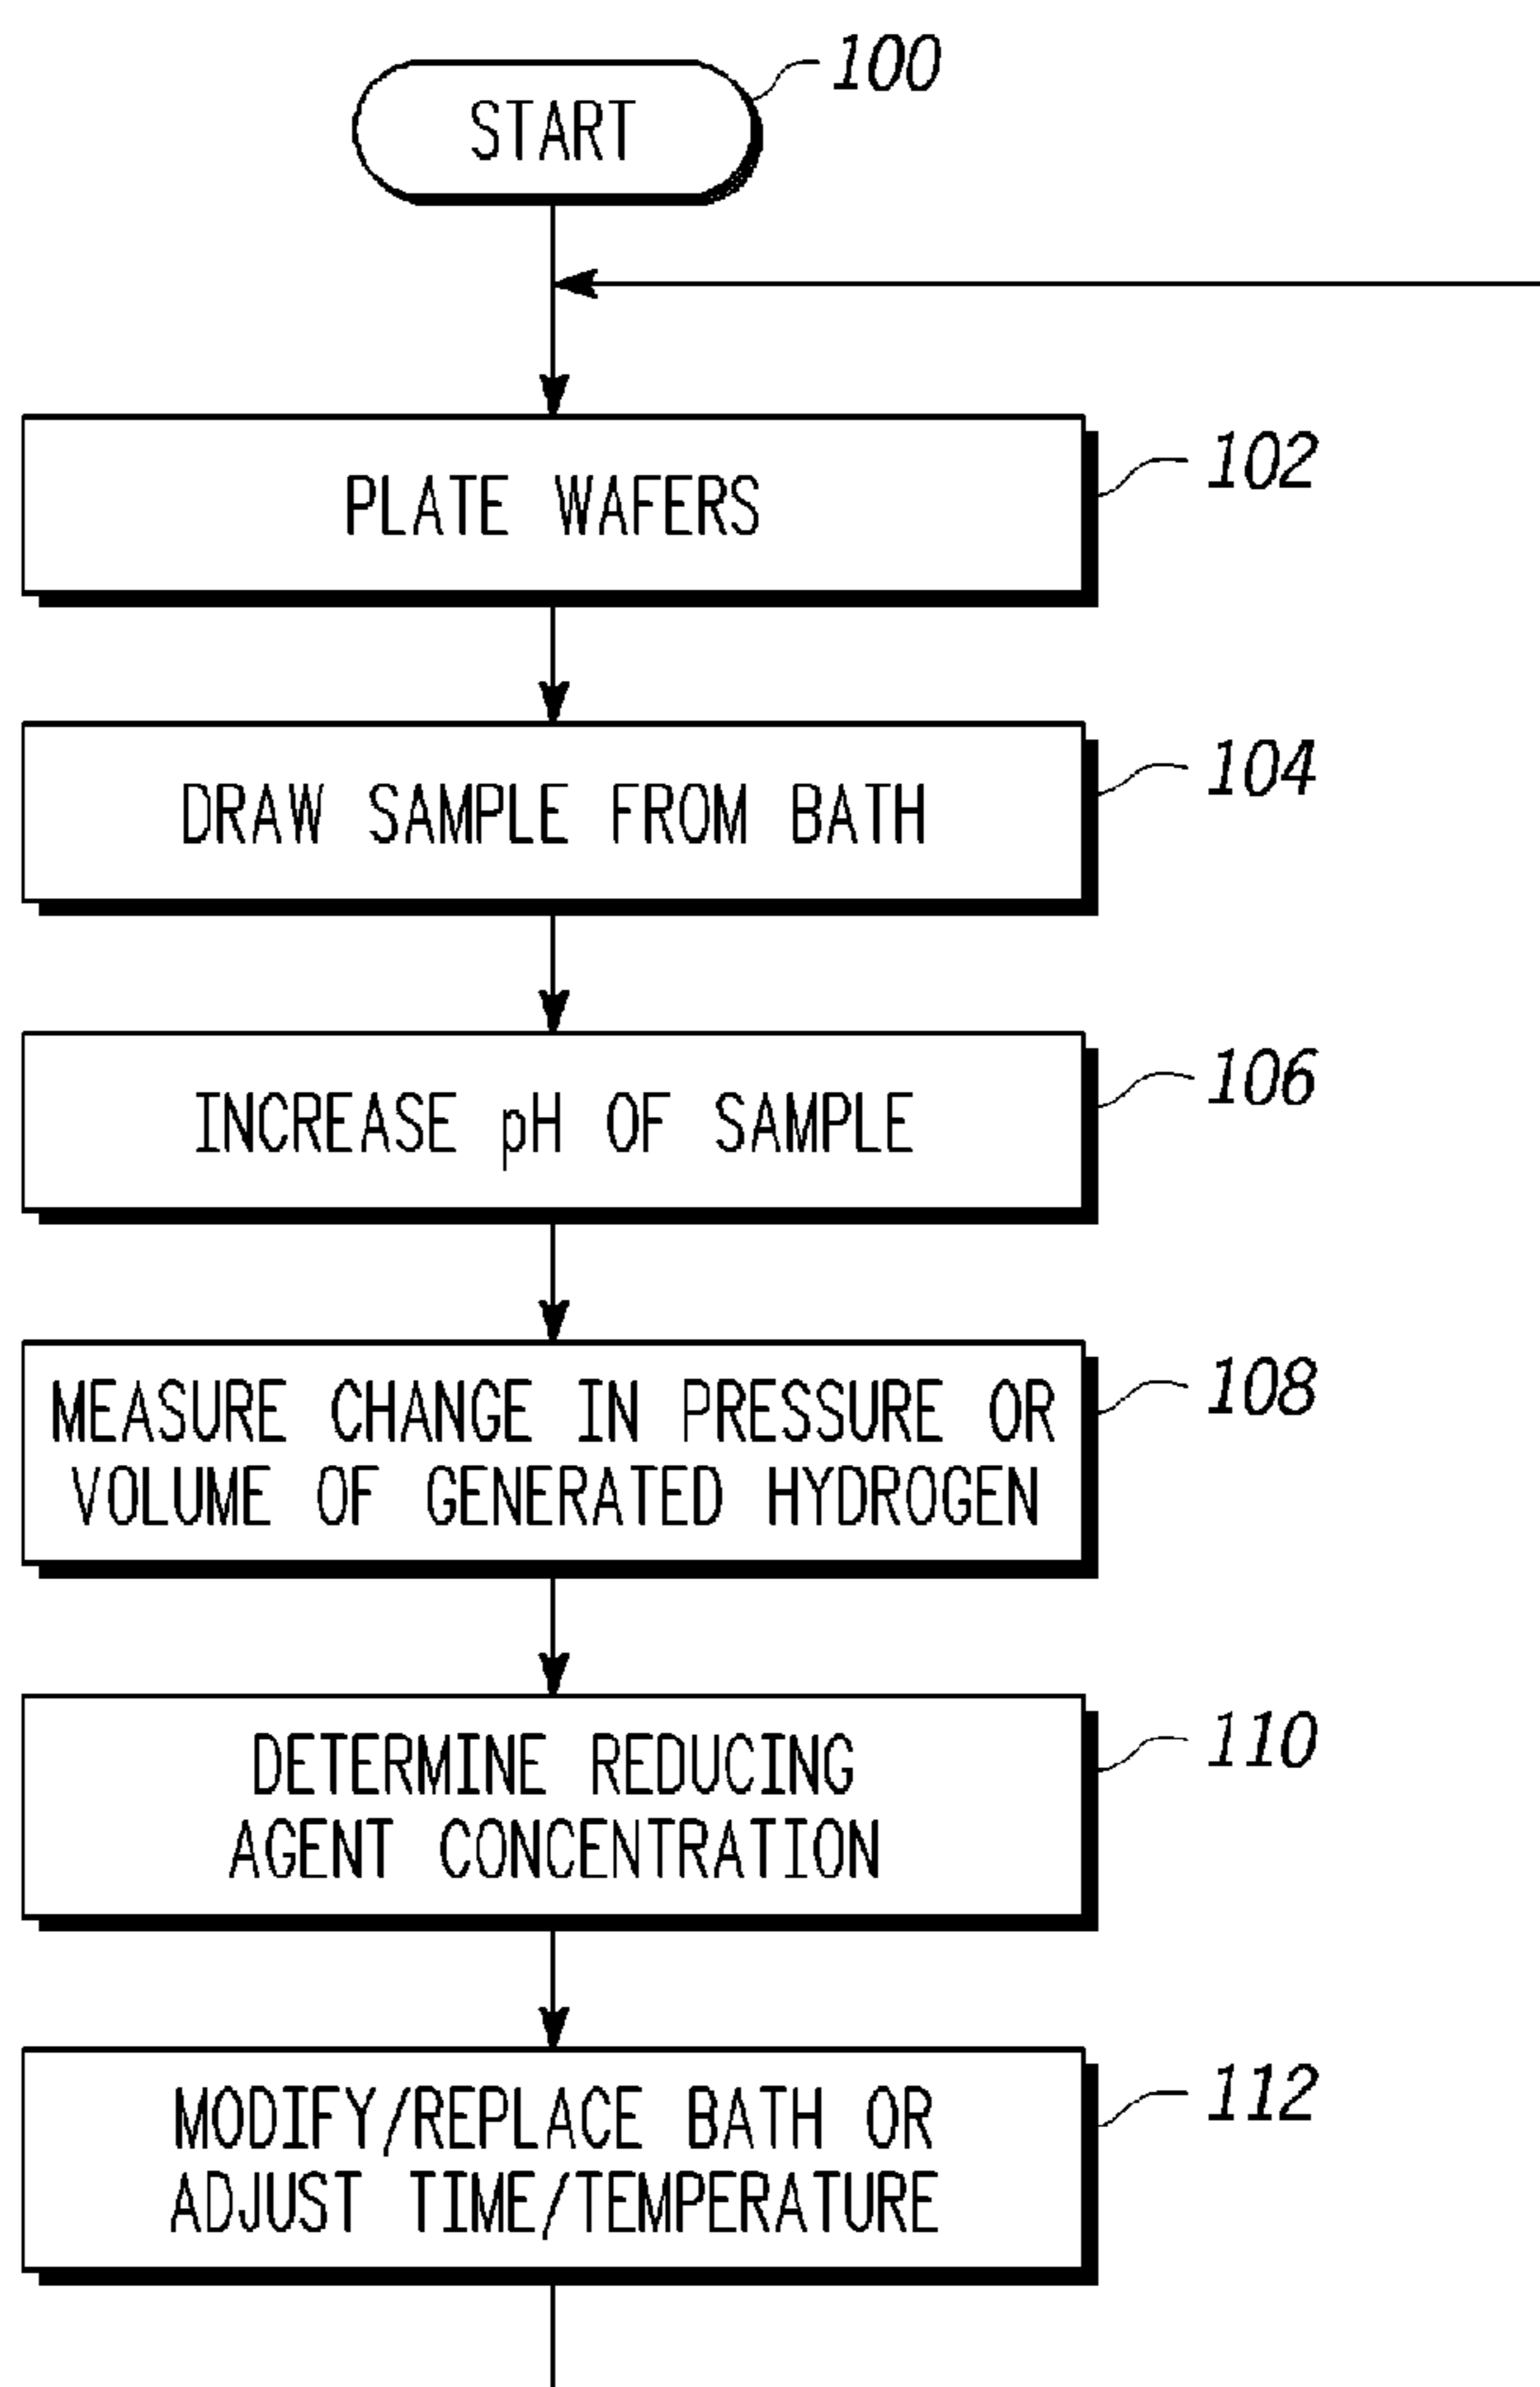 START
100
PLATE WAFERS
102
DRAW SAMPLE FROM BATH
104
INCREASE pH OF SAMPLE
106
MEASURE CHANGE IN PRESSURE OR
VOLUME OF GENERATED HYDROGEN
108
DETERMINE REDUCING
AGENT CONCENTRATION
110
MODIFY/REPLACE BATH OR
ADJUST TIME/TEMPERATURE
112